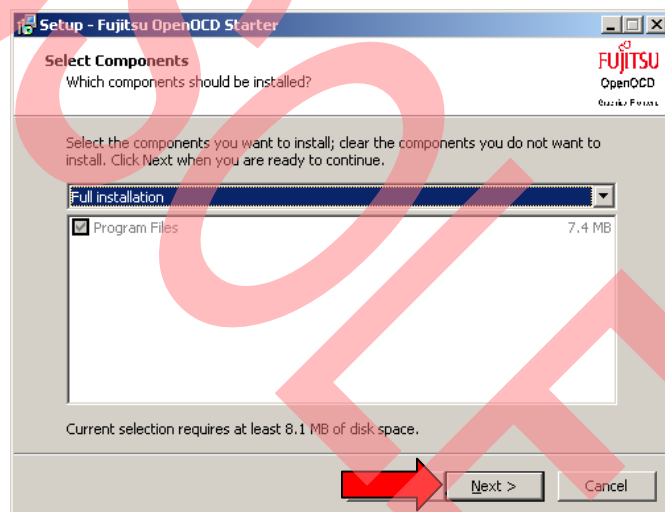 Setup - Fujitsu OpenOCD Starter
Select Components
Which components should be installed?
FUJITSU
OpenOCD
Select the components you want to install; clear the components you do not want to
install. Click Next when you are ready to continue.
Full installation
Program Files 7.4 MB
Current selection requires at least 8.1 MB of disk space.
Next > Cancel